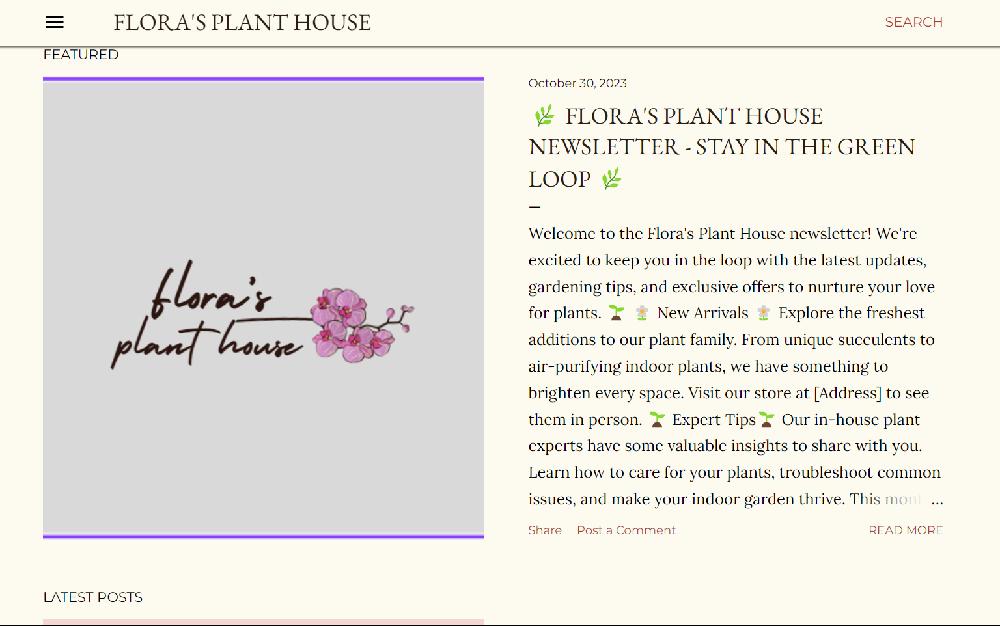 FLORA'S PLANT HOUSE
SEARCH
FEATURED
flora's
plant house
October 30, 2023
🌿 FLORA'S PLANT HOUSE
NEWSLETTER - STAY IN THE GREEN
LOOP 🌿
Welcome to the Flora's Plant House newsletter! We're
excited to keep you in the loop with the latest updates,
gardening tips, and exclusive offers to nurture your love
for plants. 🌱 🌼 New Arrivals 🌼 Explore the freshest
additions to our plant family. From unique succulents to
air-purifying indoor plants, we have something to
brighten every space. Visit our store at [Address] to see
them in person. 🌱 Expert Tips🌱 Our in-house plant
experts have some valuable insights to share with you.
Learn how to care for your plants, troubleshoot common
issues, and make your indoor garden thrive. This mont …
Share Post a Comment READ MORE
LATEST POSTS